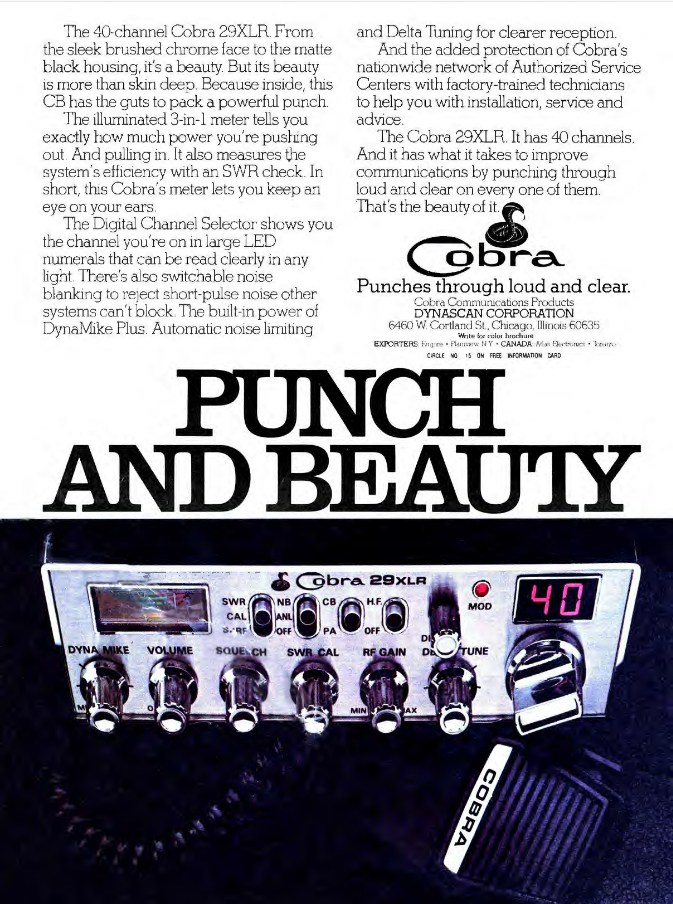 The 40-channel Cobra 29XLR. From
the sleek brushed chrome face to the matte
black housing, it's a beauty. But its beauty
is more than skin deep. Because inside, this
CB has the guts to pack a powerful punch.
The illuminated 3-in-1 meter tells you
exactly how much power you're pushing
out. And pulling in. It also measures the
system's efficiency with an SWR check. In
short, this Cobra's meter lets you keep an
eye on your ears.
The Digital Channel Selector shows you
the channel you're on in large LED
numerals that can be read clearly in any
light. There's also switchable noise
blanking to reject short-pulse noise other
systems can't block. The built-in power of
DynaMike Plus. Automatic noise limiting
and Delta Tuning for clearer reception.
And the added protection of Cobra's
nationwide network of Authorized Service
Centers with factory-trained technicians
to help you with installation, service and
advice.
The Cobra 29XLR. It has 40 channels.
And it has what it takes to improve
communications by punching through
loud and clear on every one of them.
That's the beauty of it.
Cobra
Punches through loud and clear.
Cobra Communications Products
DYNASCAN CORPORATION
6460 W. Cortland St., Chicago, Illinois 60635
Write for color brochure
EXPORTERS: Empire • Plainview N.Y. • CANADA: Atlas Electronics • Toronto
CIRCLE NO. 15 ON FREE INFORMATION CARD
PUNCH
AND BEAUTY
Cobra 29XLR
SWR NB CB H.F.
CAL ANL
S-RF OFF PA OFF
MOD
40
DYNA MIKE VOLUME SQUELCH SWR CAL RF GAIN TUNE
MIN
COBRA